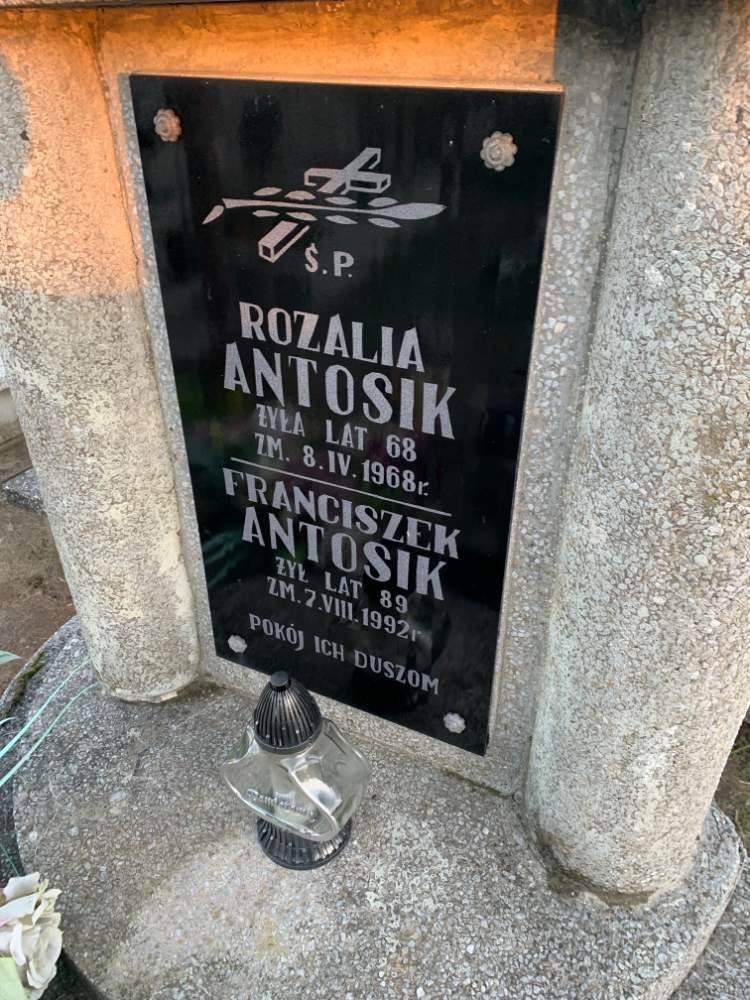 Ś.P.
ROZALIA
ANTOSIK
ŻYŁA LAT 68
ZM. 8.IV.1968r.
FRANCISZEK
ANTOSIK
ŻYŁ LAT 89
ZM. 7.VIII.1992r.
POKÓJ ICH DUSZOM